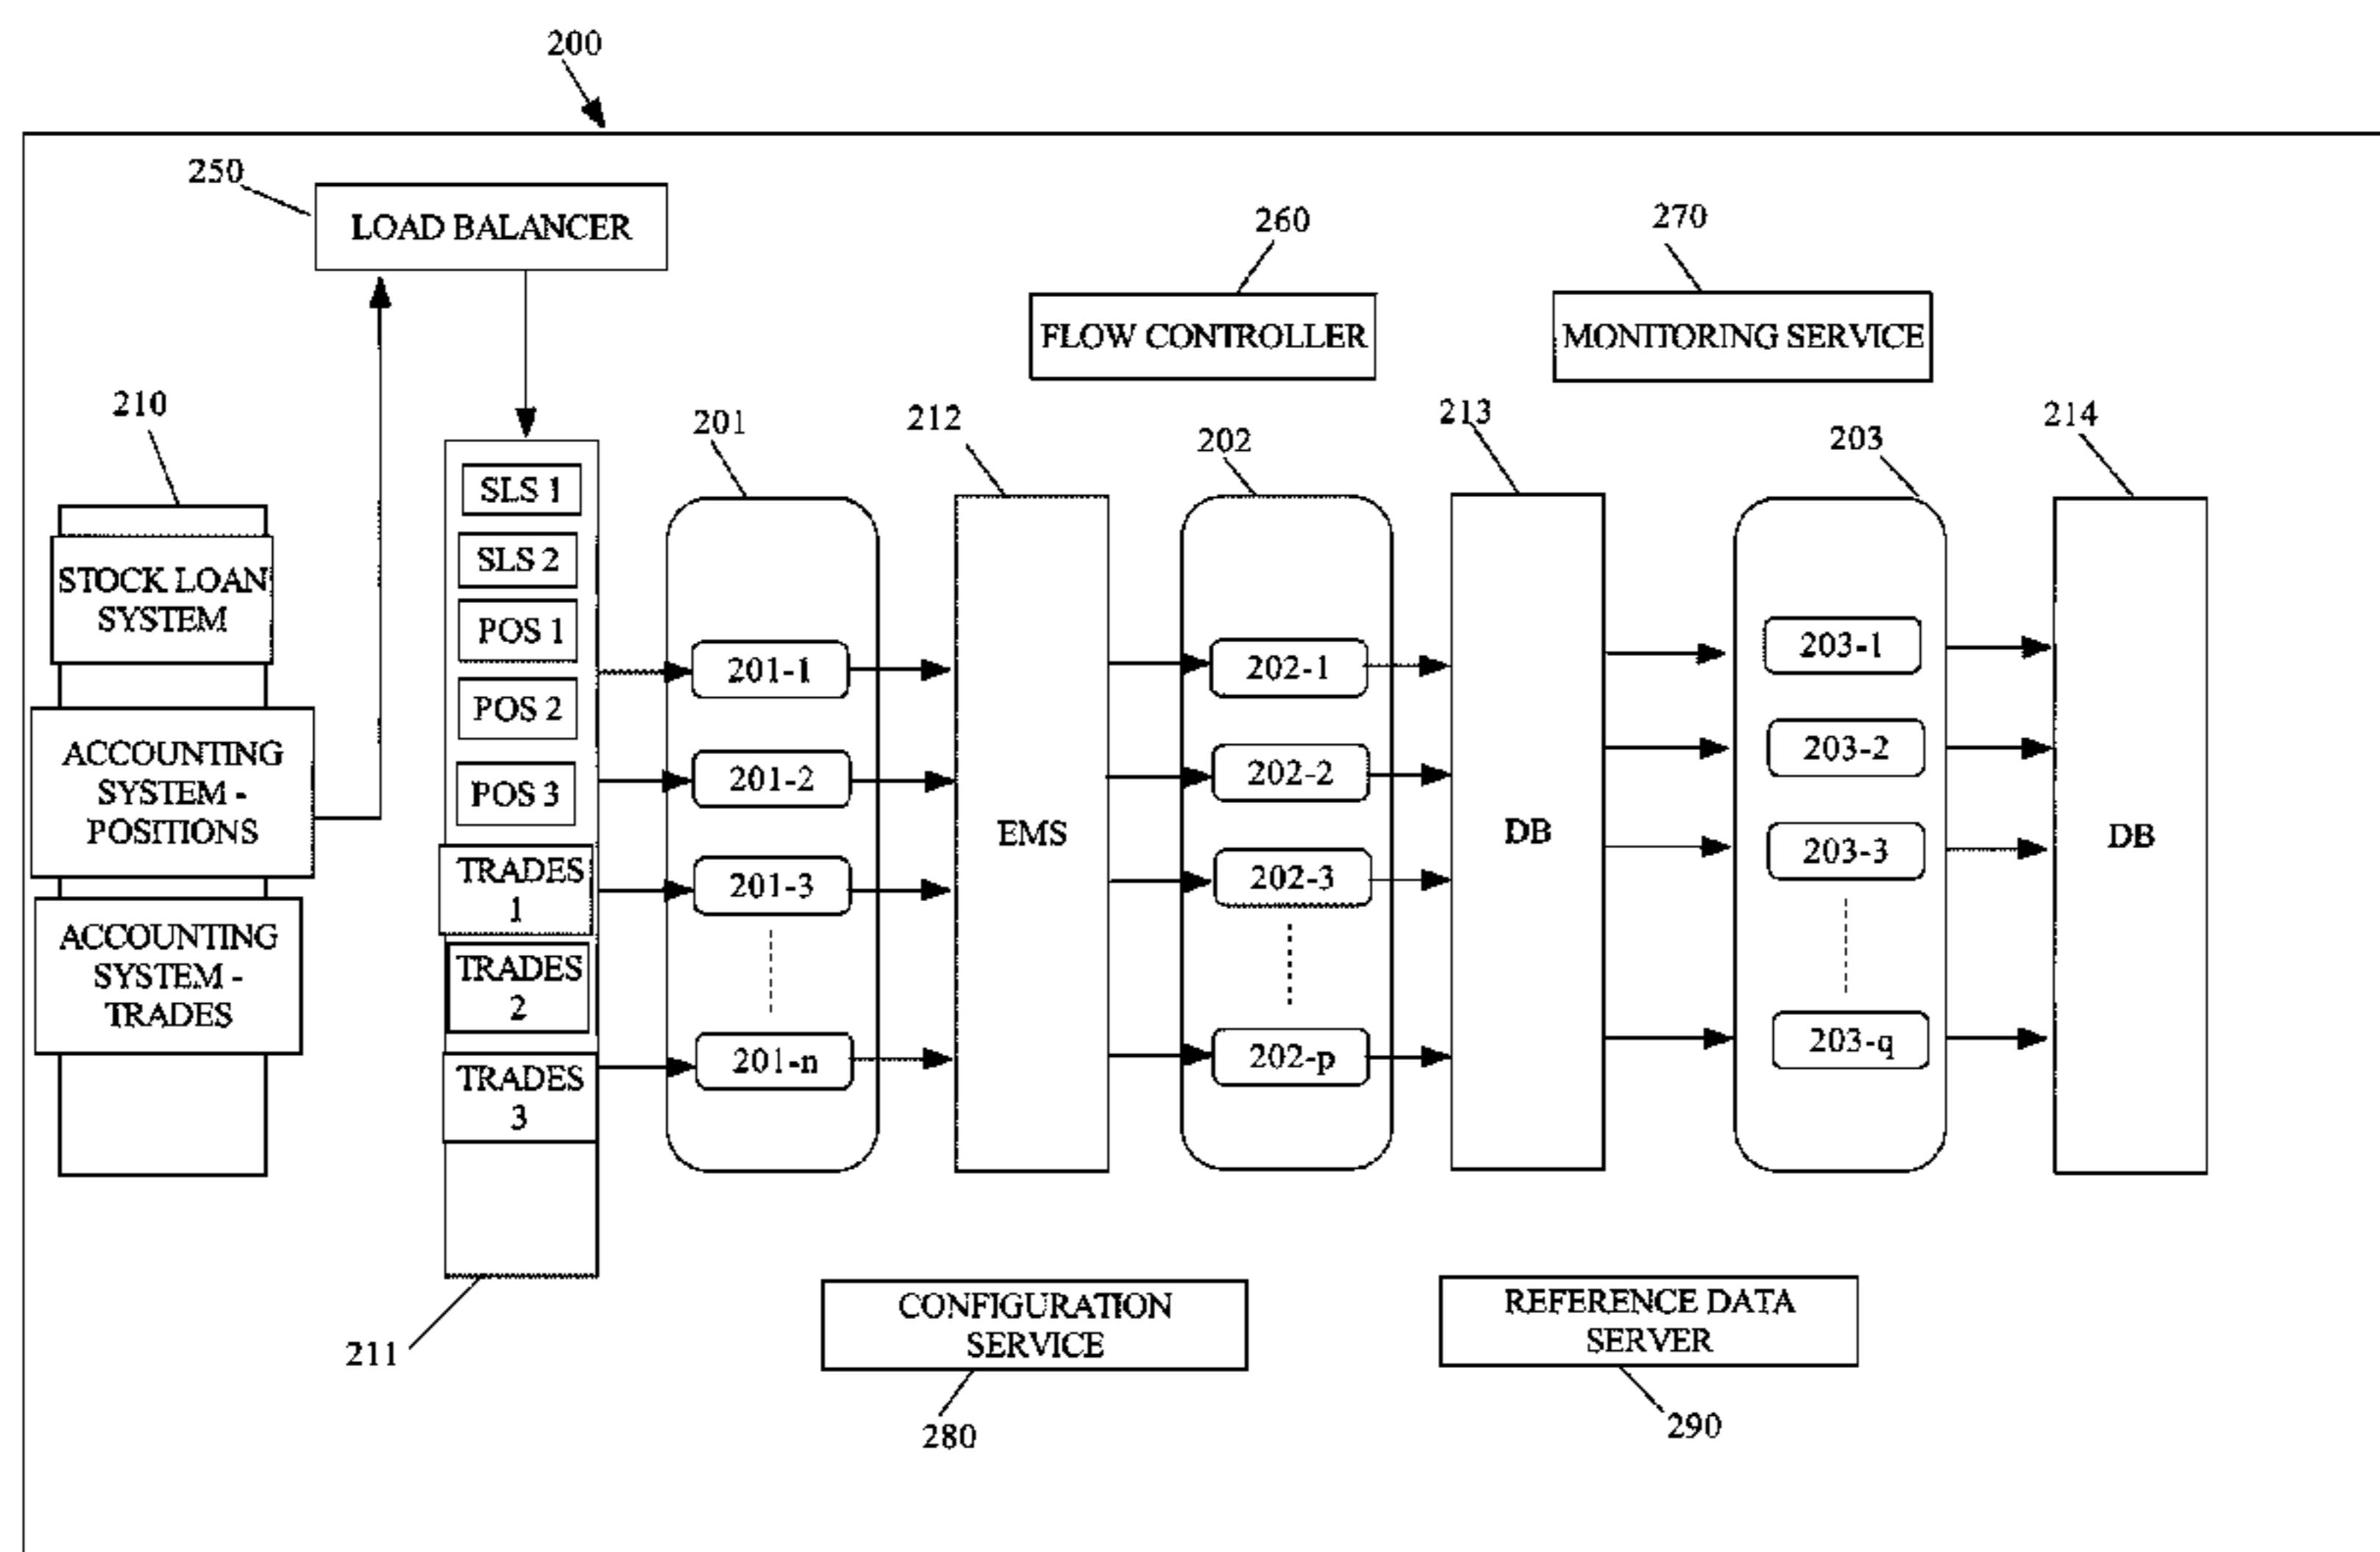 200
250
LOAD BALANCER
260
270
FLOW CONTROLLER
MONITORING SERVICE
210
201
212
202
213
203
214
STOCK LOAN
SYSTEM
ACCOUNTING
SYSTEM -
POSITIONS
ACCOUNTING
SYSTEM -
TRADES
SLS 1
SLS 2
POS 1
POS 2
POS 3
TRADES
1
TRADES
2
TRADES
3
211
201-1
201-2
201-3
201-n
EMS
202-1
202-2
202-3
202-p
DB
203-1
203-2
203-3
203-q
DB
CONFIGURATION
SERVICE
280
REFERENCE DATA
SERVER
290